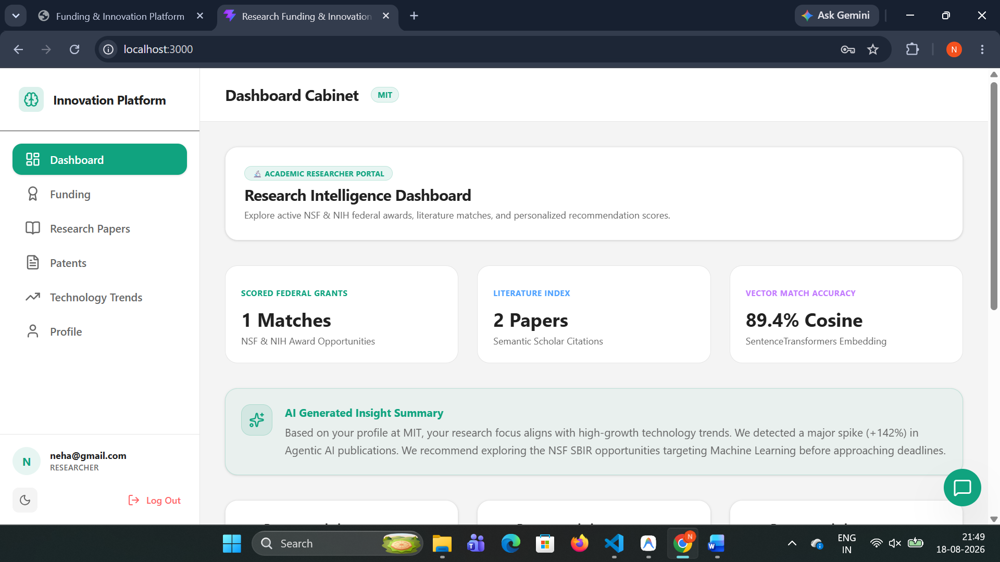 Funding & Innovation Platform
Research Funding & Innovation
Ask Gemini
localhost:3000
N
Innovation Platform
Dashboard
Funding
Research Papers
Patents
Technology Trends
Profile
N
neha@gmail.com
RESEARCHER
Log Out
Dashboard Cabinet
MIT
ACADEMIC RESEARCHER PORTAL
Research Intelligence Dashboard
Explore active NSF & NIH federal awards, literature matches, and personalized recommendation scores.
SCORED FEDERAL GRANTS
1 Matches
NSF & NIH Award Opportunities
LITERATURE INDEX
2 Papers
Semantic Scholar Citations
VECTOR MATCH ACCURACY
89.4% Cosine
SentenceTransformers Embedding
AI Generated Insight Summary
Based on your profile at MIT, your research focus aligns with high-growth technology trends. We detected a major spike (+142%) in
Agentic AI publications. We recommend exploring the NSF SBIR opportunities targeting Machine Learning before approaching deadlines.
Search
N
ENG
IN
21:49
18-08-2026